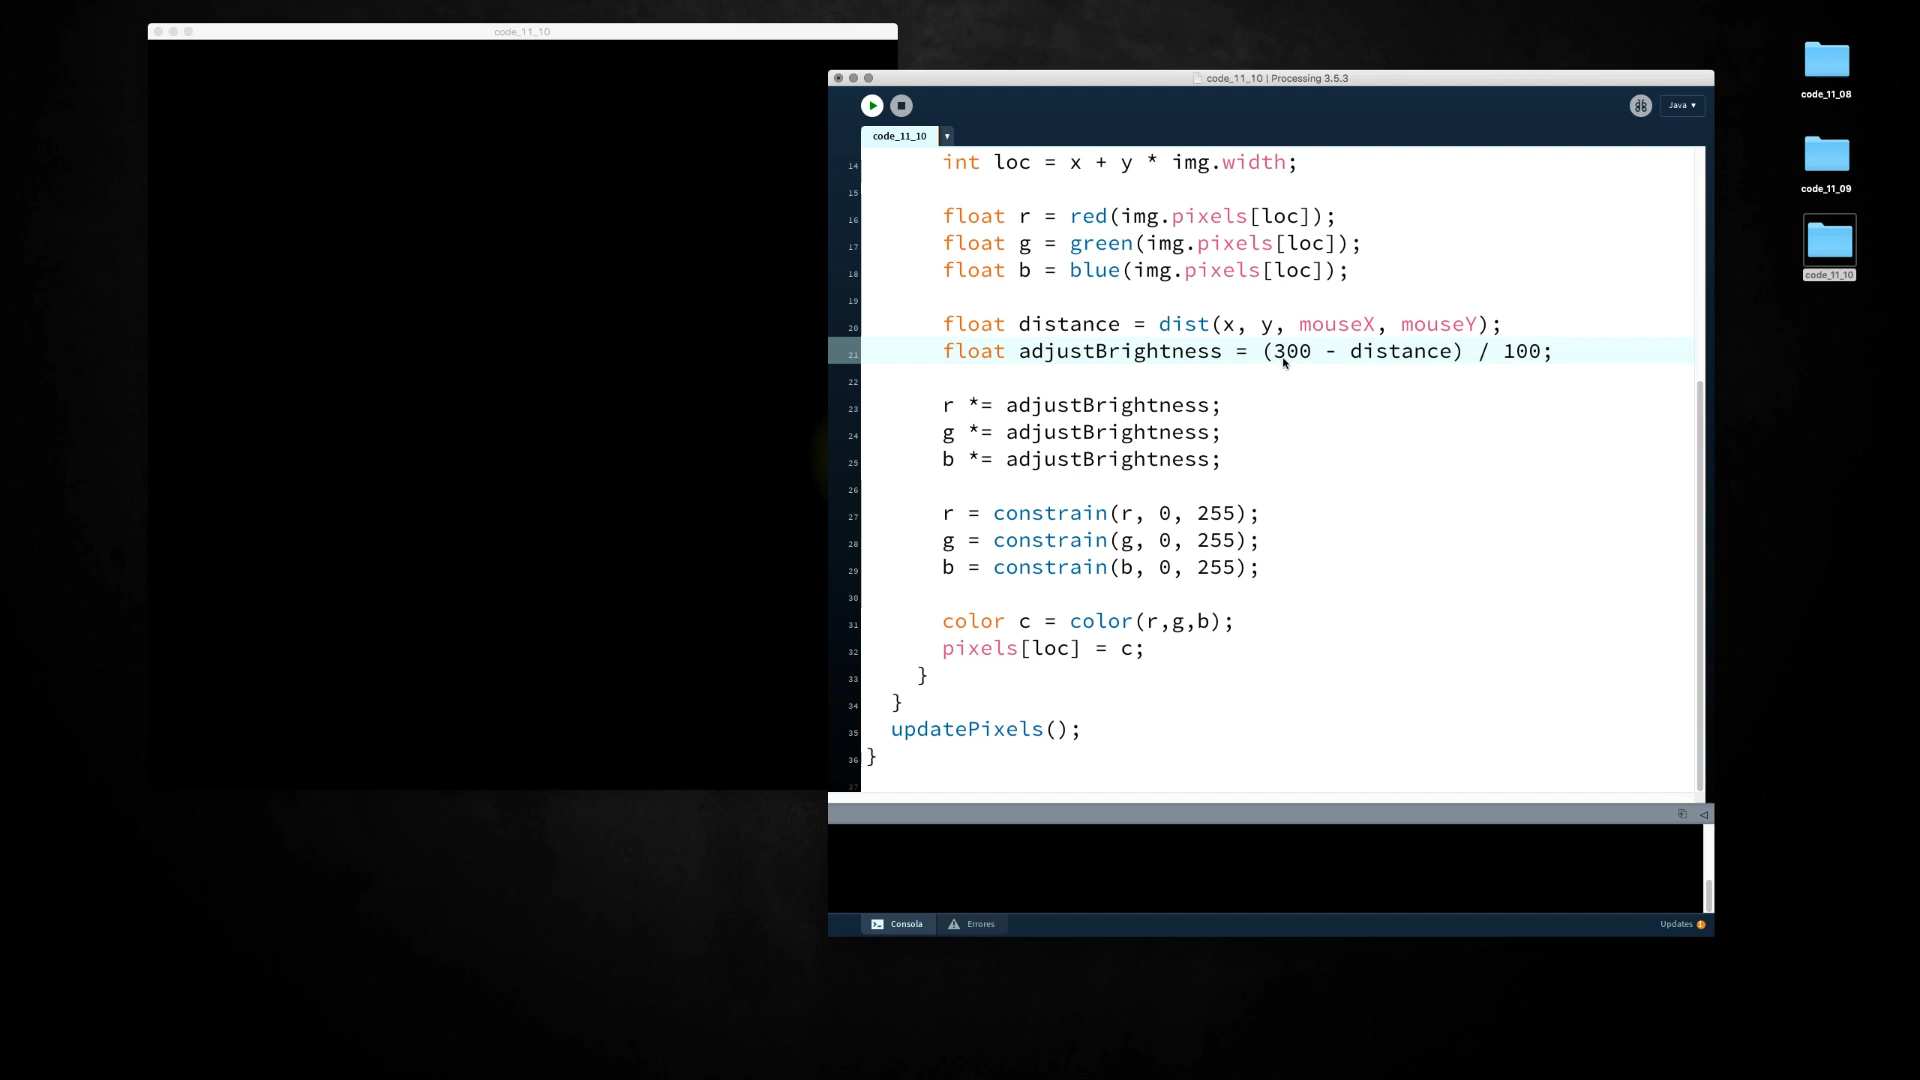 code_11_10
code_11_10 | Processing 3.5.3
Java ▾
code_11_10 ▾
14 int loc = x + y * img.width;
15
16 float r = red(img.pixels[loc]);
17 float g = green(img.pixels[loc]);
18 float b = blue(img.pixels[loc]);
19
20 float distance = dist(x, y, mouseX, mouseY);
21 float adjustBrightness = (300 - distance) / 100;
22
23 r *= adjustBrightness;
24 g *= adjustBrightness;
25 b *= adjustBrightness;
26
27 r = constrain(r, 0, 255);
28 g = constrain(g, 0, 255);
29 b = constrain(b, 0, 255);
30
31 color c = color(r,g,b);
32 pixels[loc] = c;
33 }
34 }
35 updatePixels();
36 }
37
Consola
Errores
Updates 1
code_11_08
code_11_09
code_11_10